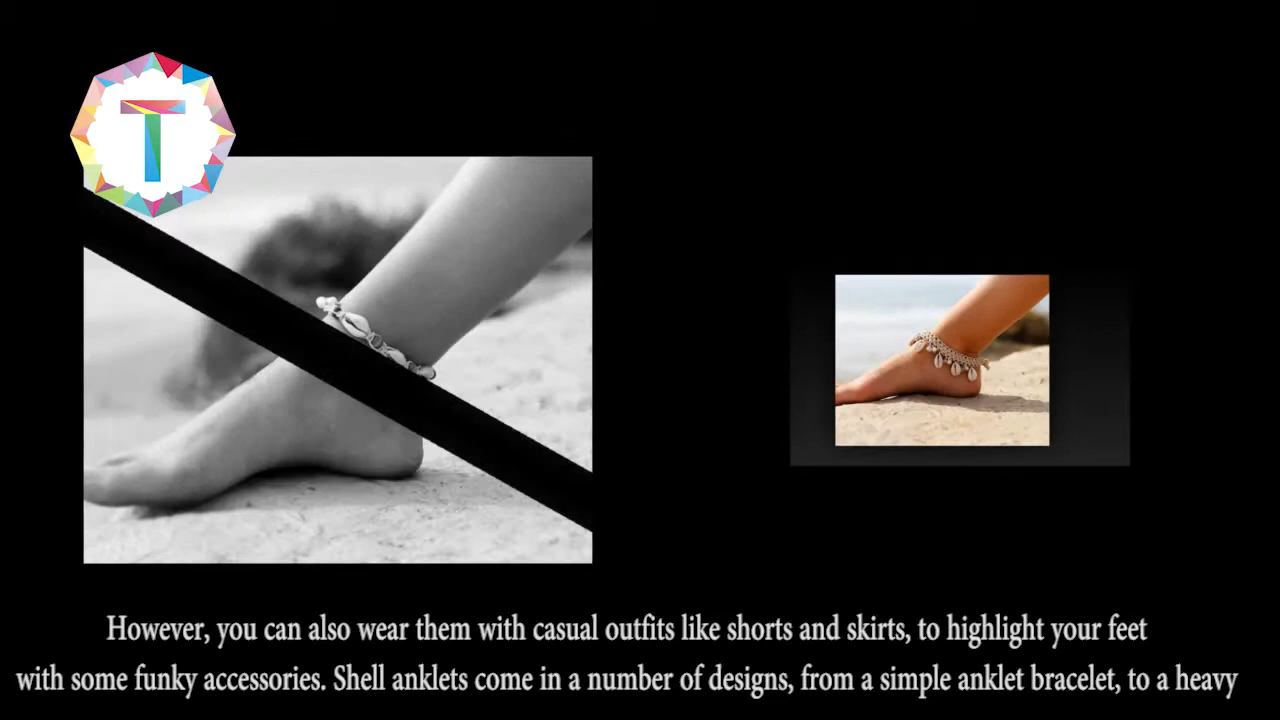 T
However, you can also wear them with casual outfits like shorts and skirts, to highlight your feet
with some funky accessories. Shell anklets come in a number of designs, from a simple anklet bracelet, to a heavy